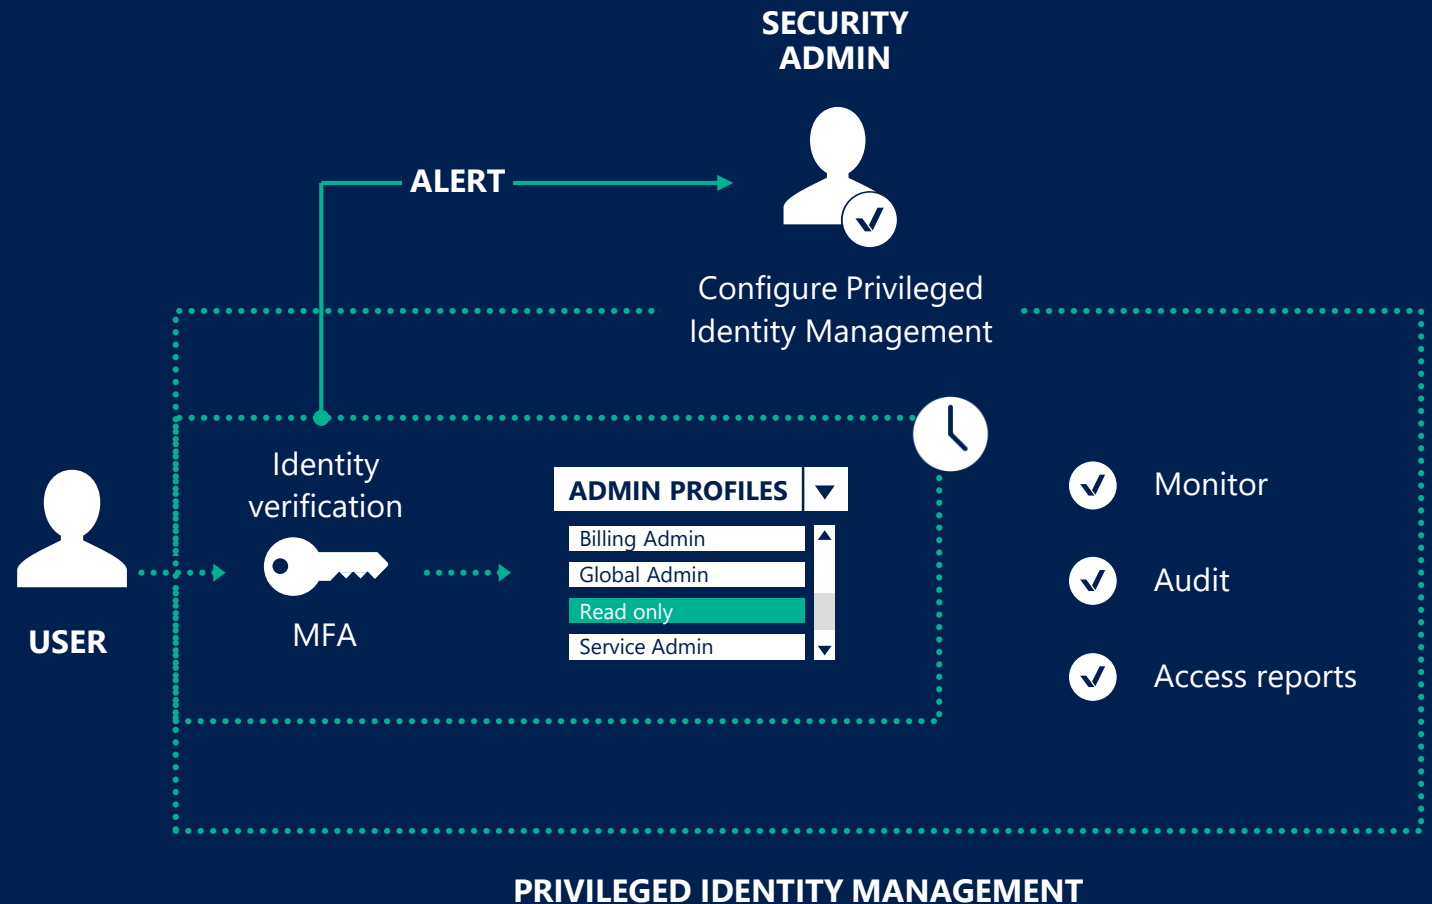 SECURITY
ADMIN
ALERT
Configure Privileged
Identity Management
Identity
verification
MFA
USER
ADMIN PROFILES
Billing Admin
Global Admin
Read only
Service Admin
Monitor
Audit
Access reports
PRIVILEGED IDENTITY MANAGEMENT